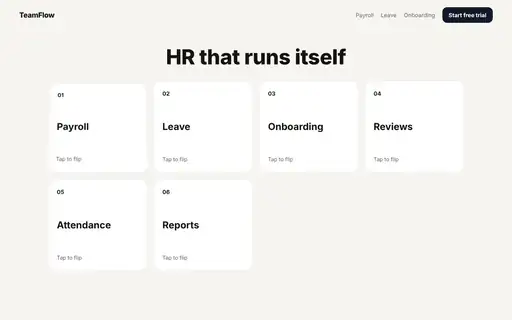 TeamFlow
Payroll Leave Onboarding Start free trial
HR that runs itself
01
Payroll
Tap to flip
02
Leave
Tap to flip
03
Onboarding
Tap to flip
04
Reviews
Tap to flip
05
Attendance
Tap to flip
06
Reports
Tap to flip